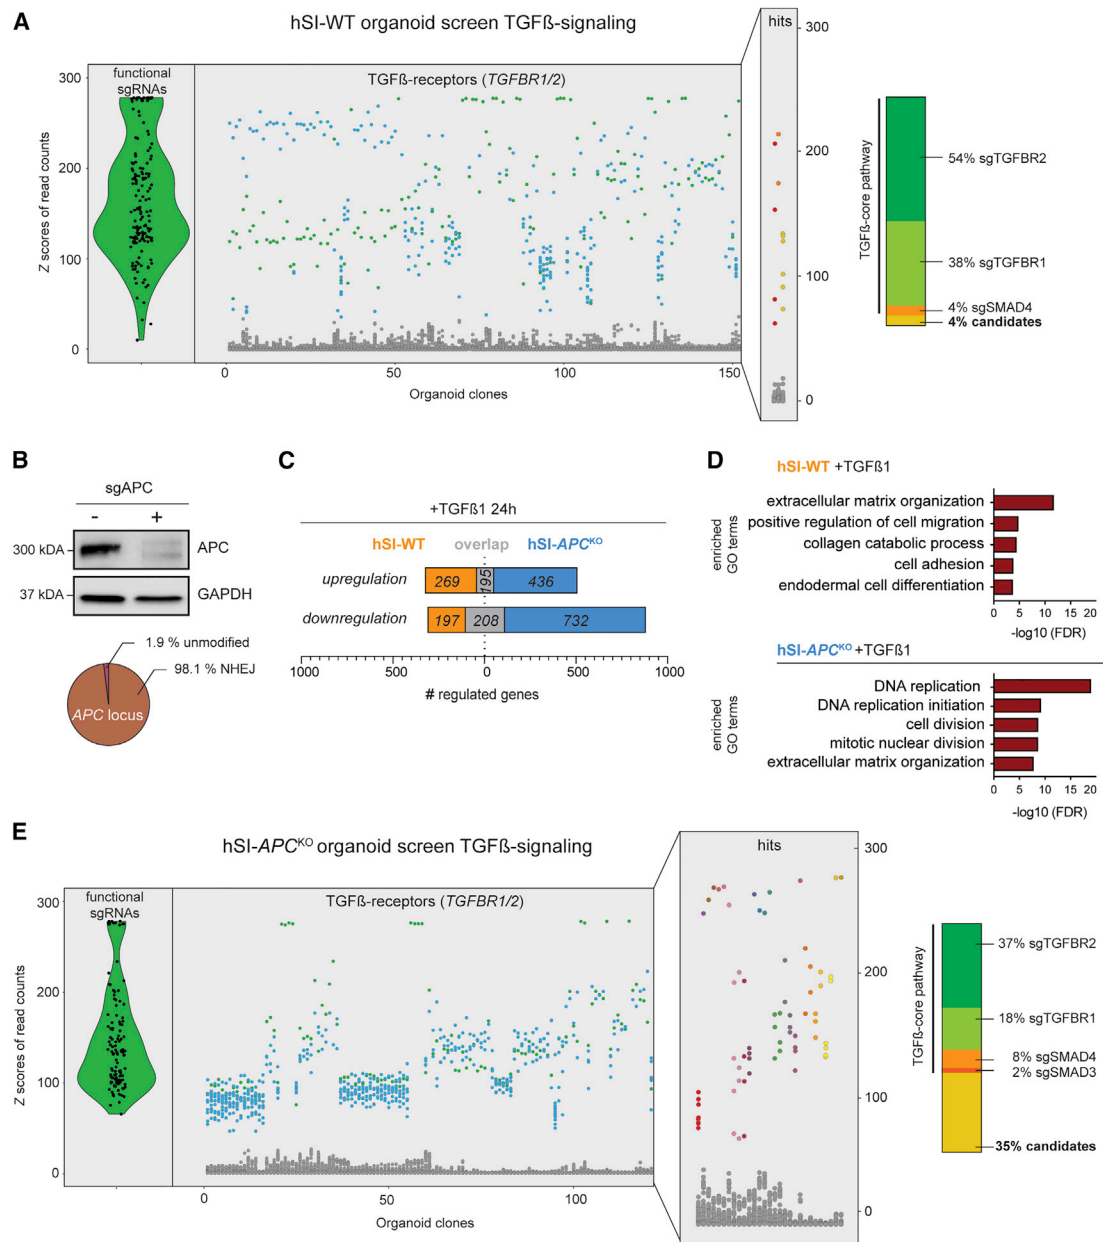 A
hSI-WT organoid screen TGFß-signaling
hits
300
200
100
0
functional
sgRNAs
TGFß-receptors (TGFBR1/2)
Z scores of read counts
300
200
100
0
0
50
100
150
Organoid clones
TGFß-core pathway
54% sgTGFBR2
38% sgTGFBR1
4% sgSMAD4
4% candidates
B
sgAPC
- +
300 kDA
APC
37 kDA
GAPDH
1.9 % unmodified
98.1 % NHEJ
APC locus
C
+TGFß1 24h
hSI-WT overlap hSI-APCKO
upregulation 269 195 436
downregulation 197 208 732
1000 500 0 500 1000
# regulated genes
D
hSI-WT +TGFß1
enriched
GO terms
extracellular matrix organization
positive regulation of cell migration
collagen catabolic process
cell adhesion
endodermal cell differentiation
0 5 10 15 20
-log10 (FDR)
hSI-APCKO +TGFß1
enriched
GO terms
DNA replication
DNA replication initiation
cell division
mitotic nuclear division
extracellular matrix organization
0 5 10 15 20
-log10 (FDR)
E
hSI-APCKO organoid screen TGFß-signaling
hits
300
200
100
0
functional
sgRNAs
TGFß-receptors (TGFBR1/2)
Z scores of read counts
300
200
100
0
0
50
100
Organoid clones
TGFß-core pathway
37% sgTGFBR2
18% sgTGFBR1
8% sgSMAD4
2% sgSMAD3
35% candidates